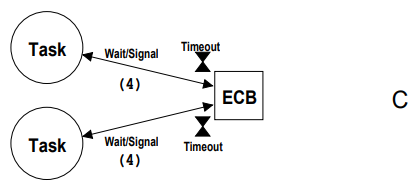 Task
Wait/Signal
(4)
Timeout
ECB
C
Task
Wait/Signal
(4)
Timeout